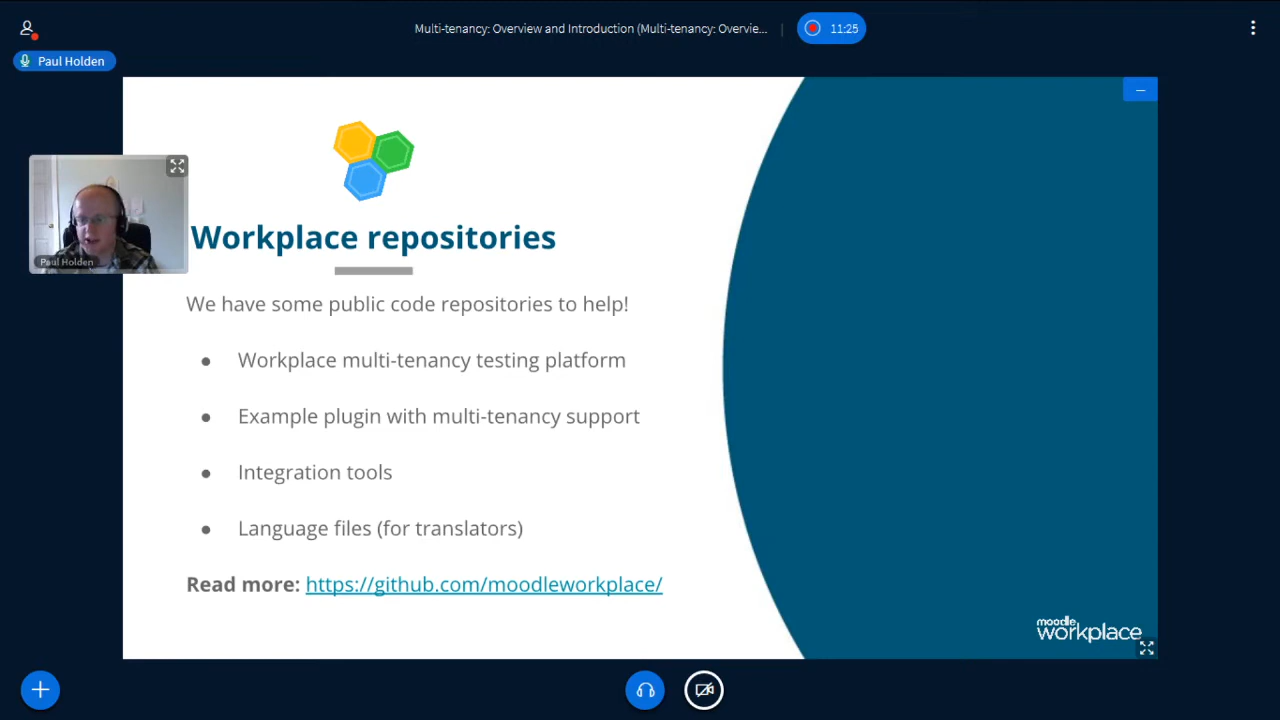 Multi-tenancy: Overview and Introduction (Multi-tenancy: Overvie...
11:25
Paul Holden
Paul Holden
Workplace repositories
We have some public code repositories to help!
● Workplace multi-tenancy testing platform
● Example plugin with multi-tenancy support
● Integration tools
● Language files (for translators)
Read more: https://github.com/moodleworkplace/
moodle
workplace